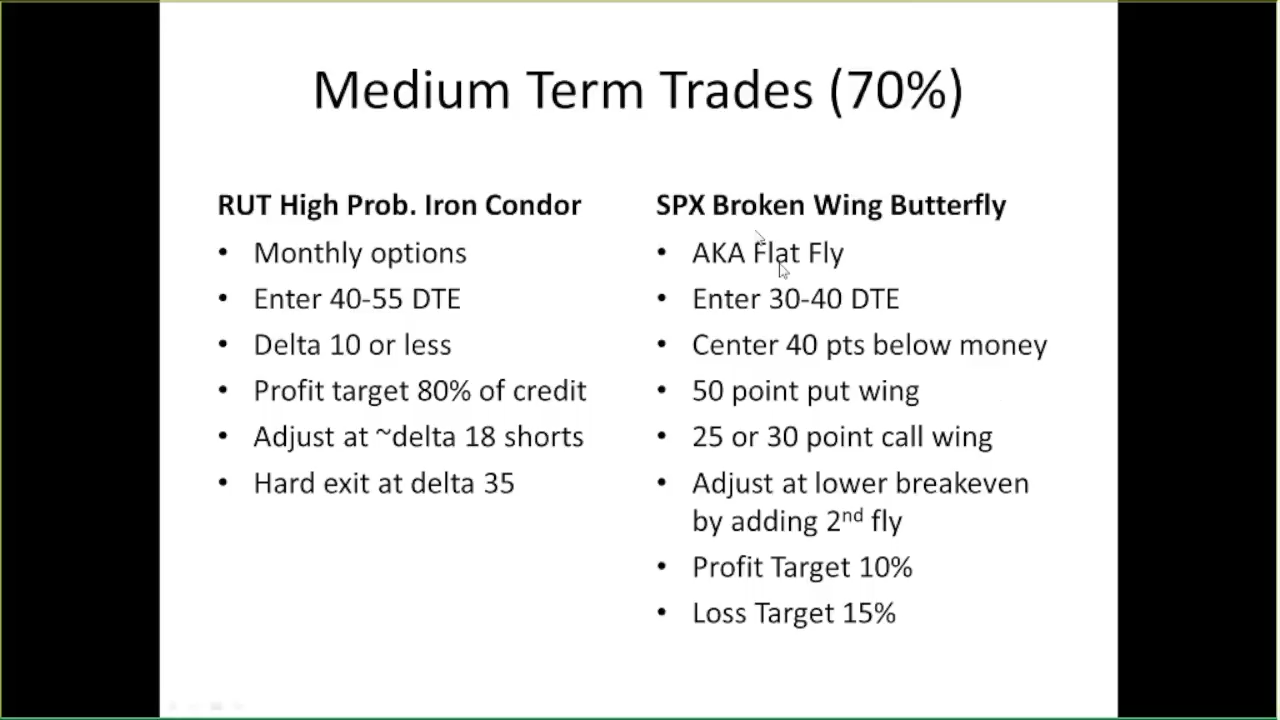 Medium Term Trades (70%)
RUT High Prob. Iron Condor
• Monthly options
• Enter 40-55 DTE
• Delta 10 or less
• Profit target 80% of credit
• Adjust at ~delta 18 shorts
• Hard exit at delta 35
SPX Broken Wing Butterfly
• AKA Flat Fly
• Enter 30-40 DTE
• Center 40 pts below money
• 50 point put wing
• 25 or 30 point call wing
• Adjust at lower breakeven
by adding 2nd fly
• Profit Target 10%
• Loss Target 15%